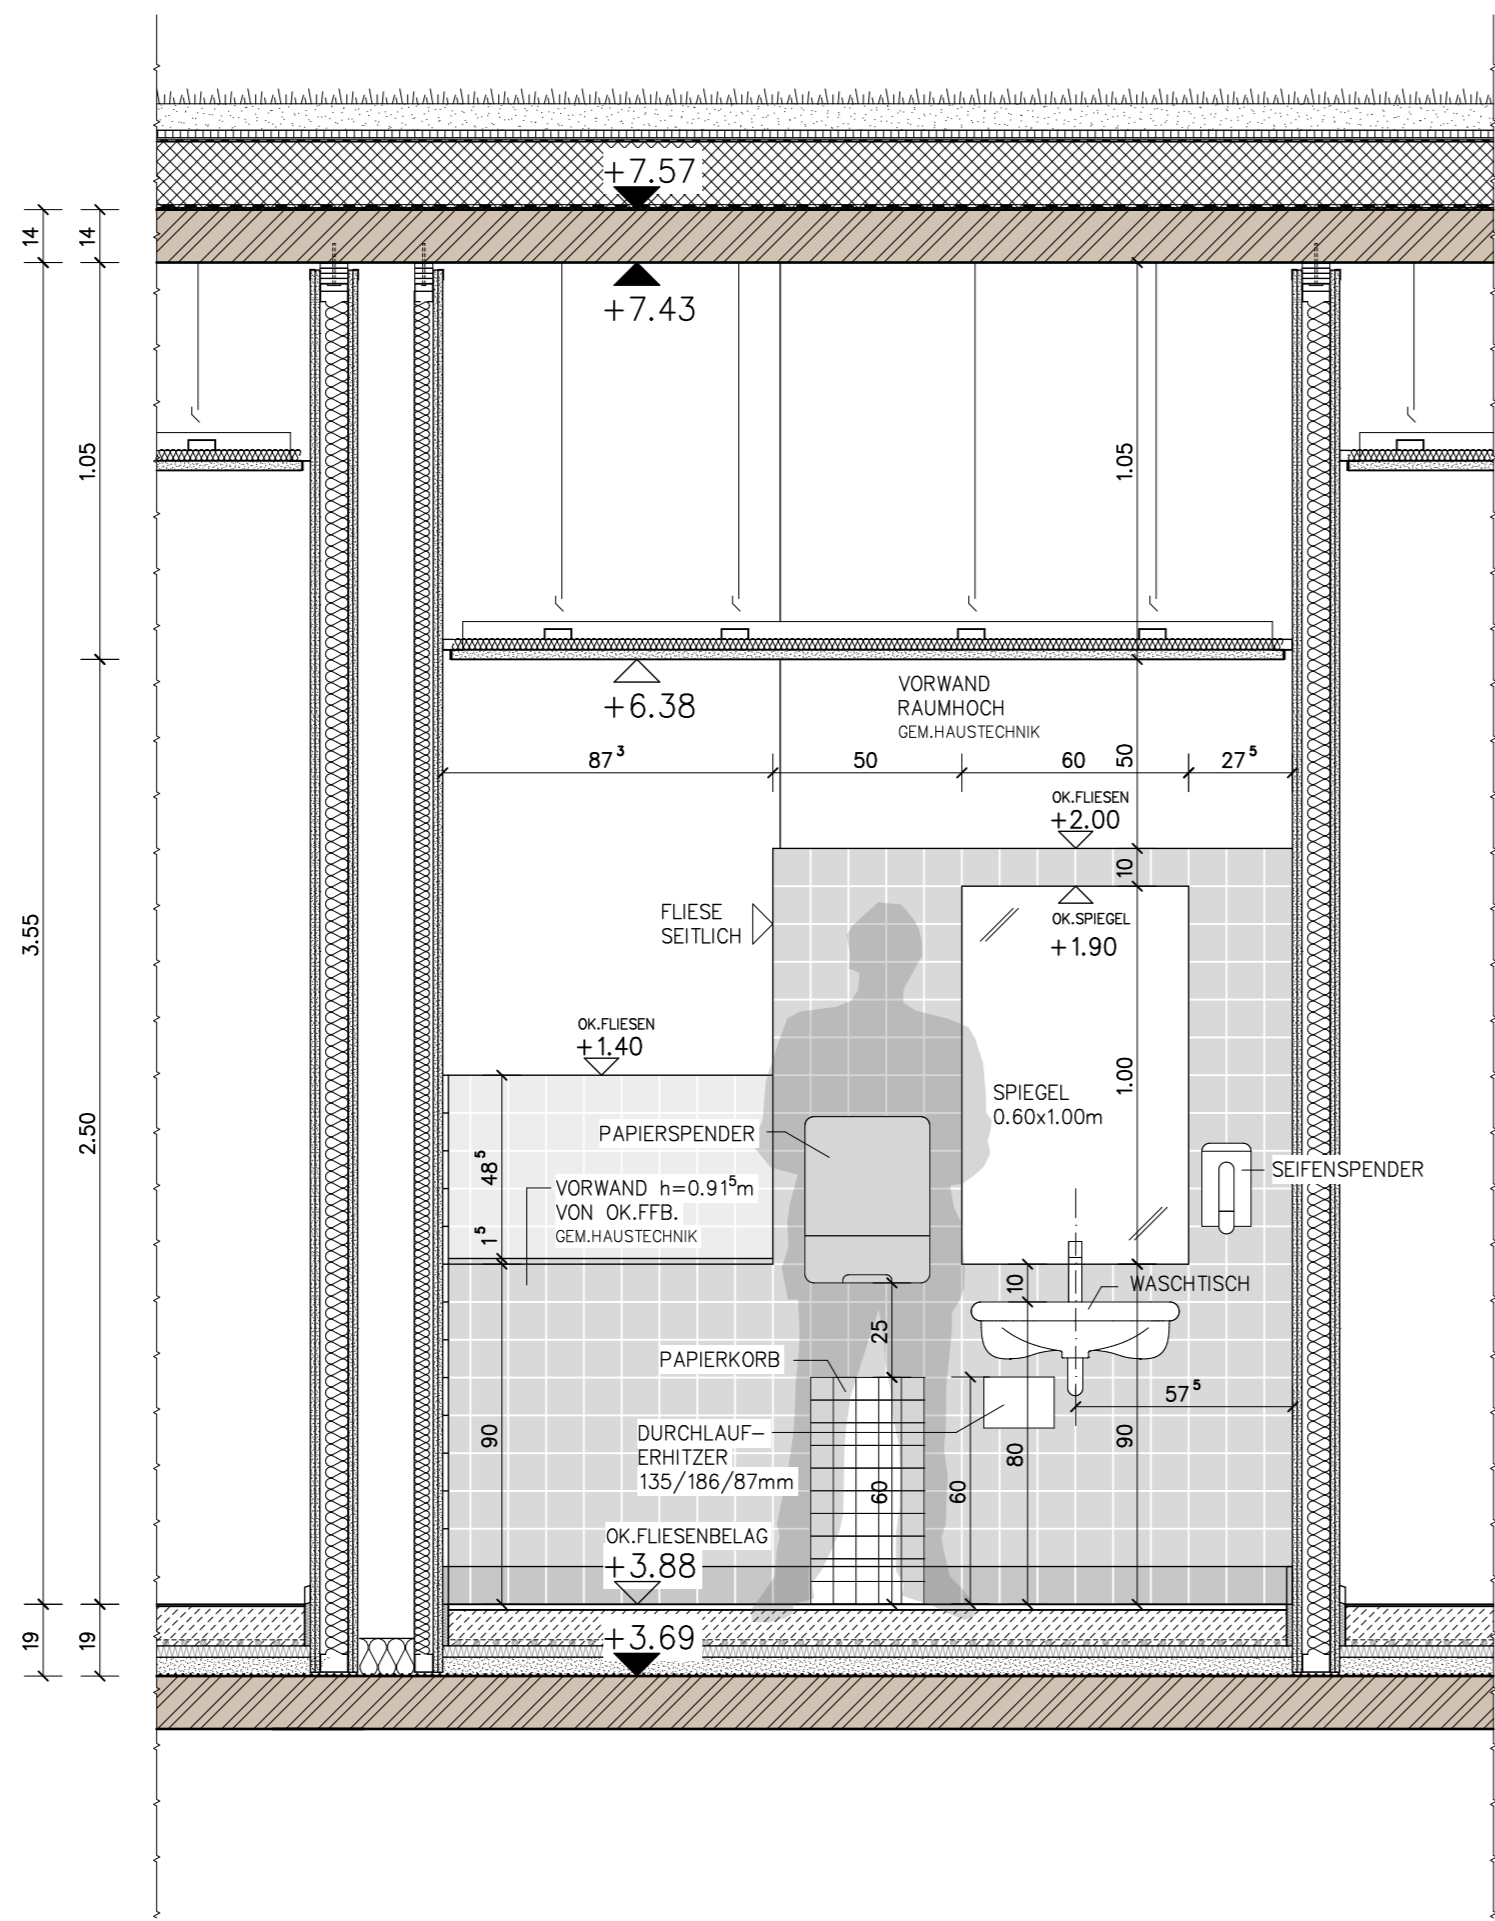 +7.57
14
14
+7.43
1.05
1.05
+6.38
VORWAND
RAUMHOCH
GEM.HAUSTECHNIK
87³
50
60
50
27⁵
OK.FLIESEN
+2.00
10
FLIESE
SEITLICH
OK.SPIEGEL
+1.90
3.55
OK.FLIESEN
+1.40
2.50
1.00
SPIEGEL
0.60x1.00m
PAPIERSPENDER
48⁵
SEIFENSPENDER
VORWAND h=0.91⁵m
VON OK.FFB.
GEM.HAUSTECHNIK
1⁵
10
WASCHTISCH
25
PAPIERKORB
57⁵
90
DURCHLAUF-
ERHITZER
135/186/87mm
60
60
80
90
OK.FLIESENBELAG
+3.88
19
19
+3.69